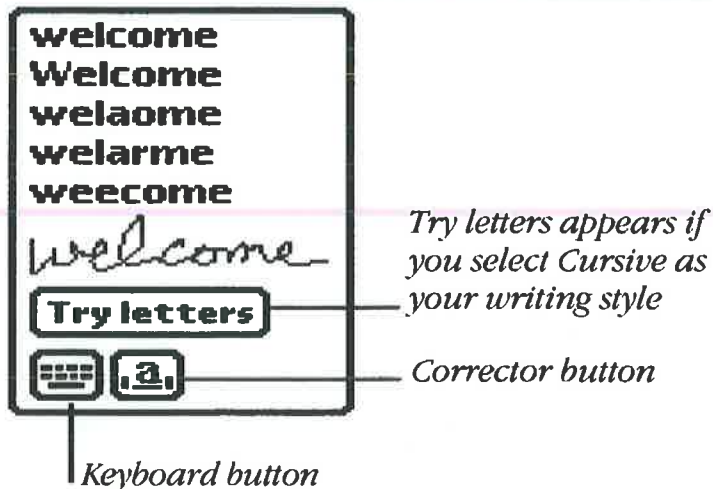 welcome
Welcome
welaome
welarme
weecome
welcome
Try letters
.a.
Try letters appears if
you select Cursive as
your writing style
Corrector button
Keyboard button